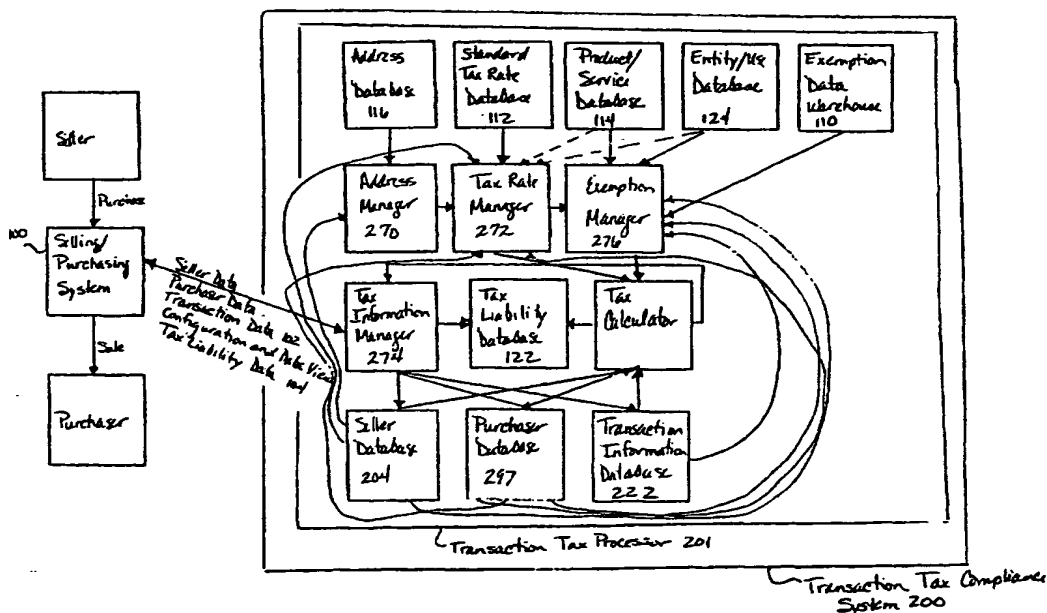 Address
Database
116
Standard
Tax Rate
Database
112
Product/
Service
Database
114
Entity/Use
Database
124
Exemption
Data
Warehouse
110
Seller
Purchase
100
Selling/
Purchasing
System
Sale
Purchaser
Address
Manager
270
Tax Rate
Manager
272
Exemption
Manager
276
Seller Data
Purchaser Data
Transaction Data 102
Configuration and Data View
Tax Liability Data 104
Tax
Information
Manager
274
Tax
Liability
Database
122
Tax
Calculator
Seller
Database
204
Purchaser
Database
297
Transaction
Information
Database
222
Transaction Tax Processor 201
Transaction Tax Compliance
System 200